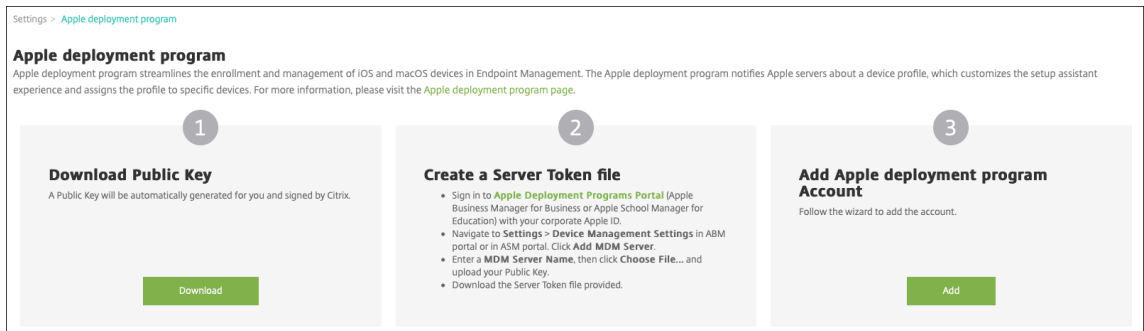 Settings > Apple deployment program
Apple deployment program
Apple deployment program streamlines the enrollment and management of iOS and macOS devices in Endpoint Management. The Apple deployment program notifies Apple servers about a device profile, which customizes the setup assistant
experience and assigns the profile to specific devices. For more information, please visit the Apple deployment program page.
1
Download Public Key
A Public Key will be automatically generated for you and signed by Citrix.
Download
2
Create a Server Token file
• Sign in to Apple Deployment Programs Portal (Apple
Business Manager for Business or Apple School Manager for
Education) with your corporate Apple ID.
• Navigate to Settings > Device Management Settings in ABM
portal or in ASM portal. Click Add MDM Server.
• Enter a MDM Server Name, then click Choose File... and
upload your Public Key.
• Download the Server Token file provided.
3
Add Apple deployment program
Account
Follow the wizard to add the account.
Add